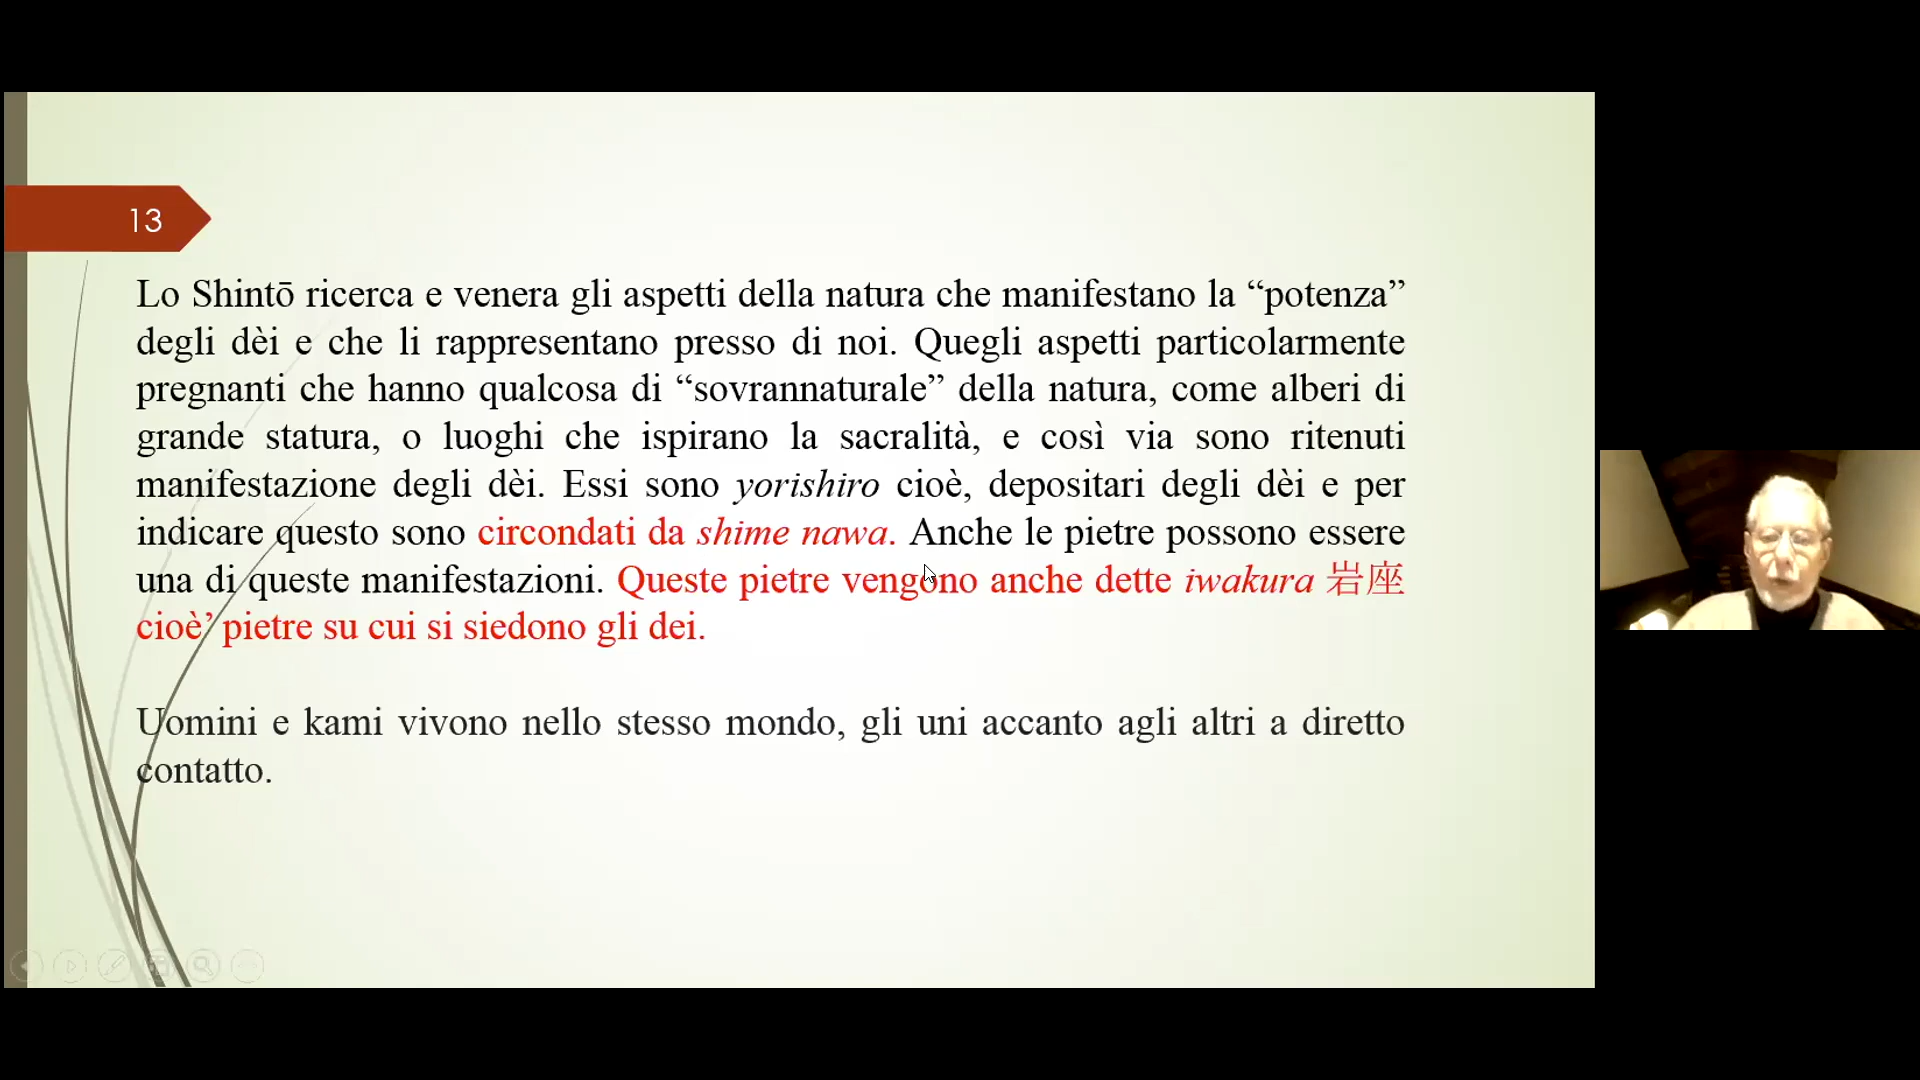 13
Lo Shintō ricerca e venera gli aspetti della natura che manifestano la “potenza”
degli dèi e che li rappresentano presso di noi. Quegli aspetti particolarmente
pregnanti che hanno qualcosa di “sovrannaturale” della natura, come alberi di
grande statura, o luoghi che ispirano la sacralità, e così via sono ritenuti
manifestazione degli dèi. Essi sono yorishiro cioè, depositari degli dèi e per
indicare questo sono circondati da shime nawa. Anche le pietre possono essere
una di queste manifestazioni. Queste pietre vengono anche dette iwakura 岩座
cioè’ pietre su cui si siedono gli dei.
Uomini e kami vivono nello stesso mondo, gli uni accanto agli altri a diretto
contatto.